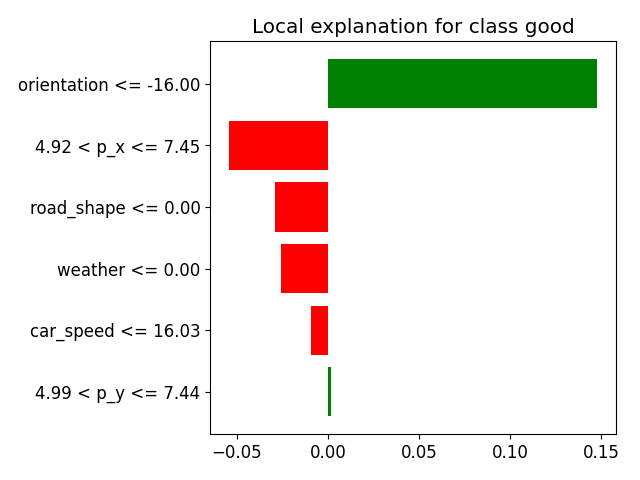 Local explanation for class good
orientation <= -16.00
4.92 < p_x <= 7.45
road_shape <= 0.00
weather <= 0.00
car_speed <= 16.03
4.99 < p_y <= 7.44
−0.05 0.00 0.05 0.10 0.15